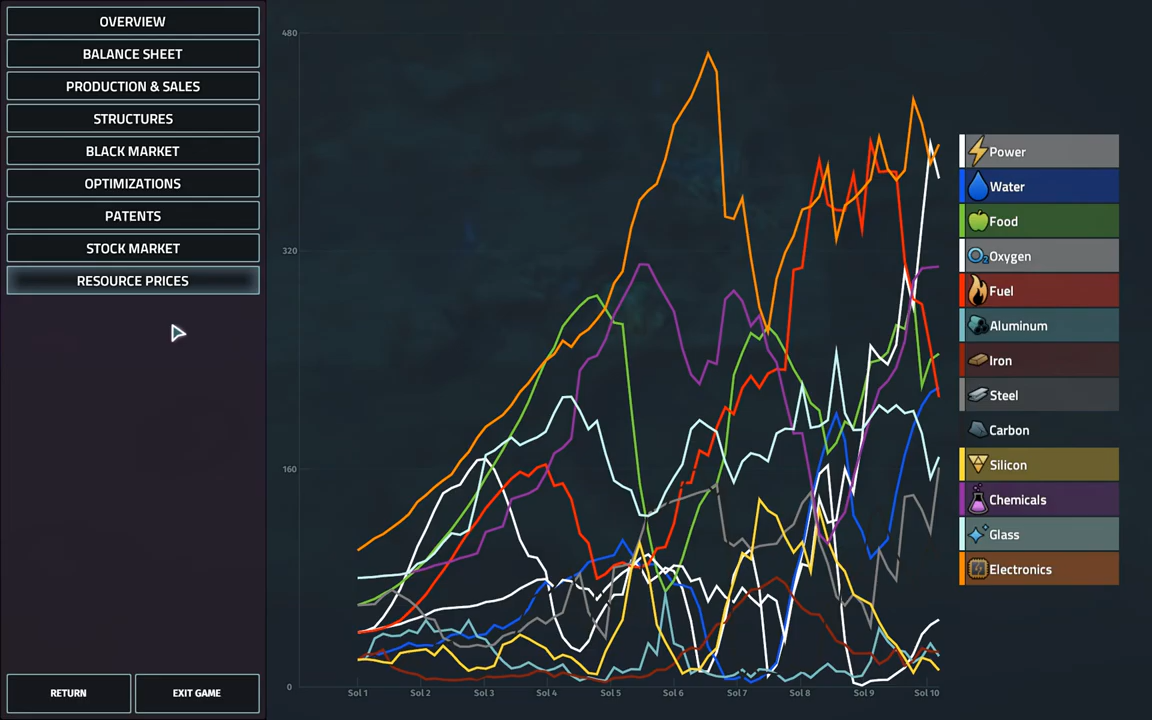 OVERVIEW
BALANCE SHEET
PRODUCTION & SALES
STRUCTURES
BLACK MARKET
OPTIMIZATIONS
PATENTS
STOCK MARKET
RESOURCE PRICES
RETURN
EXIT GAME
480
320
160
0
Sol 1 Sol 2 Sol 3 Sol 4 Sol 5 Sol 6 Sol 7 Sol 8 Sol 9 Sol 10
Power
Water
Food
O2 Oxygen
Fuel
Aluminum
Iron
Steel
Carbon
Silicon
Chemicals
Glass
Electronics